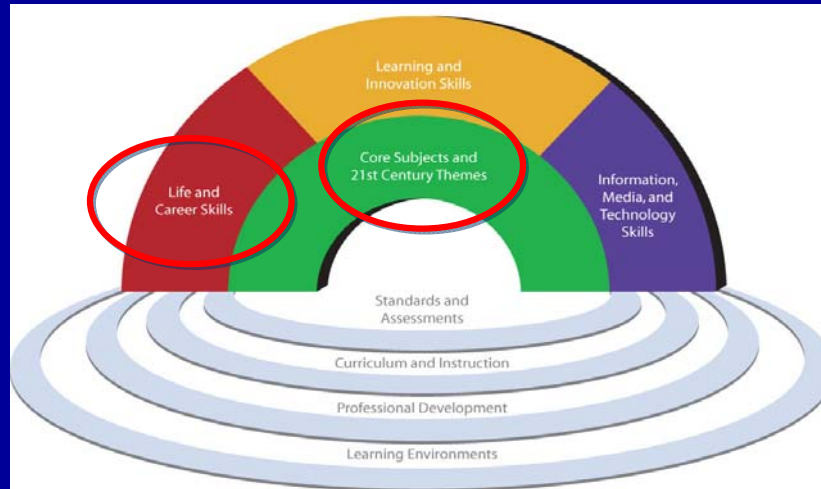 Learning and
Innovation Skills
Core Subjects and
21st Century Themes
Life and
Career Skills
Information,
Media, and
Technology
Skills
Standards and
Assessments
Curriculum and Instruction
Professional Development
Learning Environments